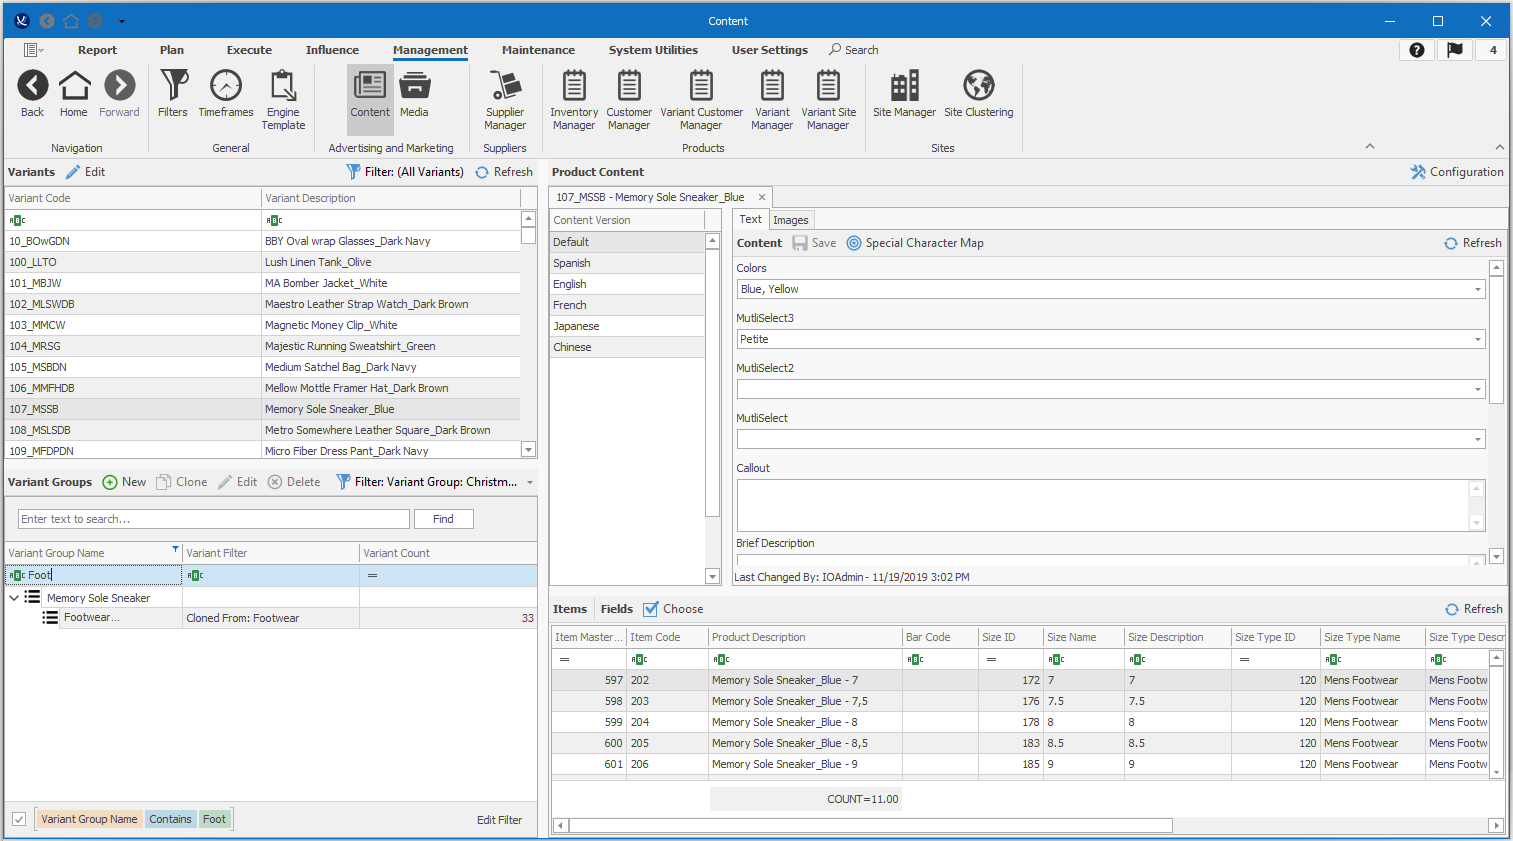 Content
Report Plan Execute Influence Management Maintenance System Utilities User Settings Search 4
Back Home Forward Filters Timeframes Engine Template Content Media Supplier Manager Inventory Manager Customer Manager Variant Customer Manager Variant Manager Variant Site Manager Site Manager Site Clustering
Navigation General Advertising and Marketing Suppliers Products Sites
Variants Edit Filter: (All Variants) Refresh
Variant Code Variant Description
ABC ABC
10_BOwGDN BBY Oval wrap Glasses_Dark Navy
100_LLTO Lush Linen Tank_Olive
101_MBJW MA Bomber Jacket_White
102_MLSWDB Maestro Leather Strap Watch_Dark Brown
103_MMCW Magnetic Money Clip_White
104_MRSG Majestic Running Sweatshirt_Green
105_MSBDN Medium Satchel Bag_Dark Navy
106_MMFHDB Mellow Mottle Framer Hat_Dark Brown
107_MSSB Memory Sole Sneaker_Blue
108_MSLSDB Metro Somewhere Leather Square_Dark Brown
109_MFDPDN Micro Fiber Dress Pant_Dark Navy
Variant Groups New Clone Edit Delete Filter: Variant Group: Christm...
Enter text to search... Find
Variant Group Name Variant Filter Variant Count
ABC Foot ABC =
Memory Sole Sneaker
Footwear... Cloned From: Footwear 33
Variant Group Name Contains Foot Edit Filter
Product Content Configuration
107_MSSB - Memory Sole Sneaker_Blue
Content Version
Default
Spanish
English
French
Japanese
Chinese
Text Images
Content Save Special Character Map Refresh
Colors
Blue, Yellow
MutliSelect3
Petite
MutliSelect2
MutliSelect
Callout
Brief Description
Last Changed By: IOAdmin - 11/19/2019 3:02 PM
Items Fields Choose Refresh
Item Master... Item Code Product Description Bar Code Size ID Size Name Size Description Size Type ID Size Type Name Size Type Descr
= ABC ABC ABC = ABC ABC = ABC ABC
597 202 Memory Sole Sneaker_Blue - 7 172 7 7 120 Mens Footwear Mens Footw
598 203 Memory Sole Sneaker_Blue - 7,5 176 7.5 7.5 120 Mens Footwear Mens Footw
599 204 Memory Sole Sneaker_Blue - 8 178 8 8 120 Mens Footwear Mens Footw
600 205 Memory Sole Sneaker_Blue - 8,5 183 8.5 8.5 120 Mens Footwear Mens Footw
601 206 Memory Sole Sneaker_Blue - 9 185 9 9 120 Mens Footwear Mens Footw
COUNT=11.00